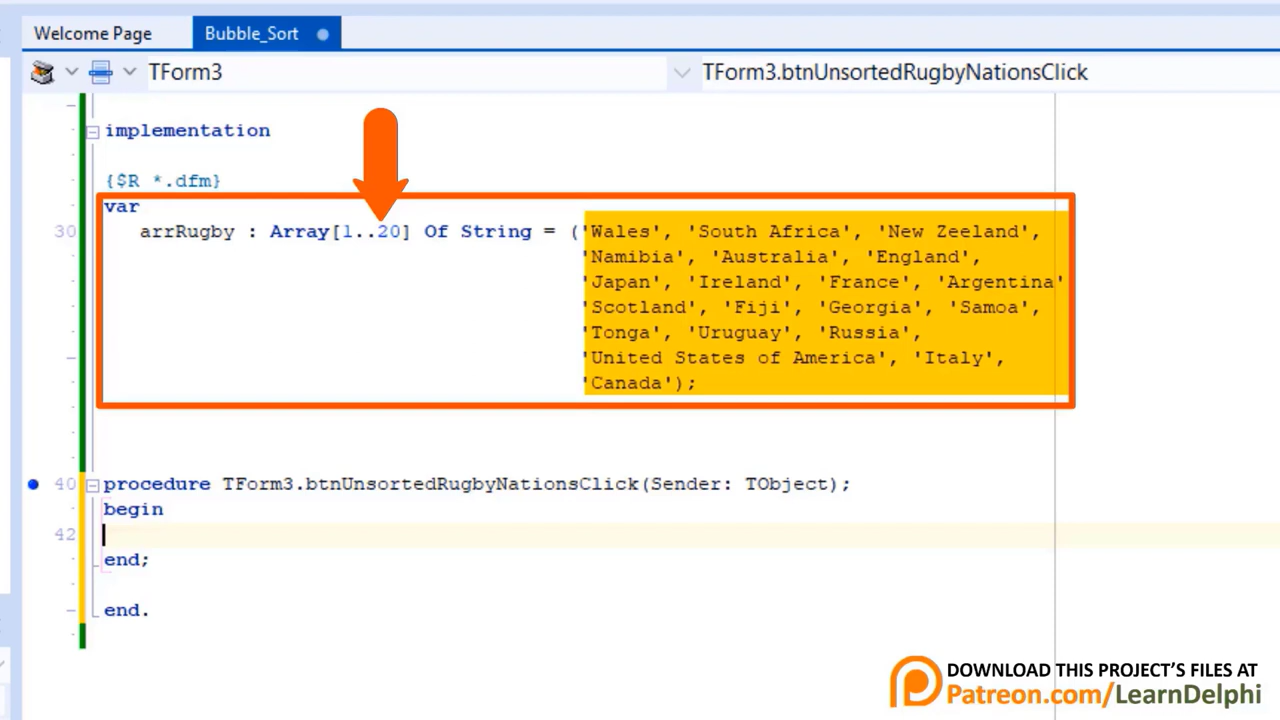 Welcome Page Bubble_Sort
TForm3 TForm3.btnUnsortedRugbyNationsClick
implementation
{$R *.dfm}
var
30 arrRugby : Array[1..20] Of String = ('Wales', 'South Africa', 'New Zeeland',
'Namibia', 'Australia', 'England',
'Japan', 'Ireland', 'France', 'Argentina'
'Scotland', 'Fiji', 'Georgia', 'Samoa',
'Tonga', 'Uruguay', 'Russia',
'United States of America', 'Italy',
'Canada');
40 procedure TForm3.btnUnsortedRugbyNationsClick(Sender: TObject);
begin
42
end;
end.
DOWNLOAD THIS PROJECT'S FILES AT
Patreon.com/LearnDelphi